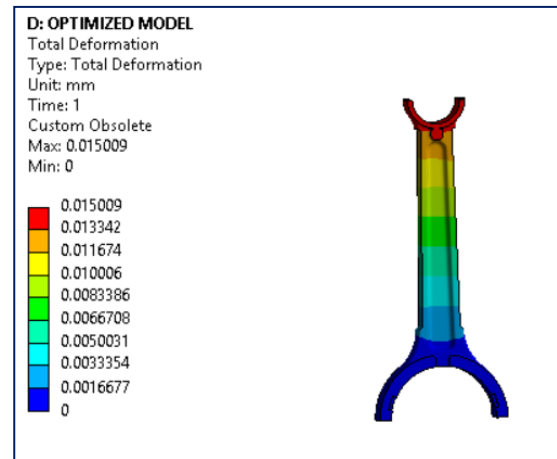 D: OPTIMIZED MODEL
Total Deformation
Type: Total Deformation
Unit: mm
Time: 1
Custom Obsolete
Max: 0.015009
Min: 0
0.015009
0.013342
0.011674
0.010006
0.0083386
0.0066708
0.0050031
0.0033354
0.0016677
0